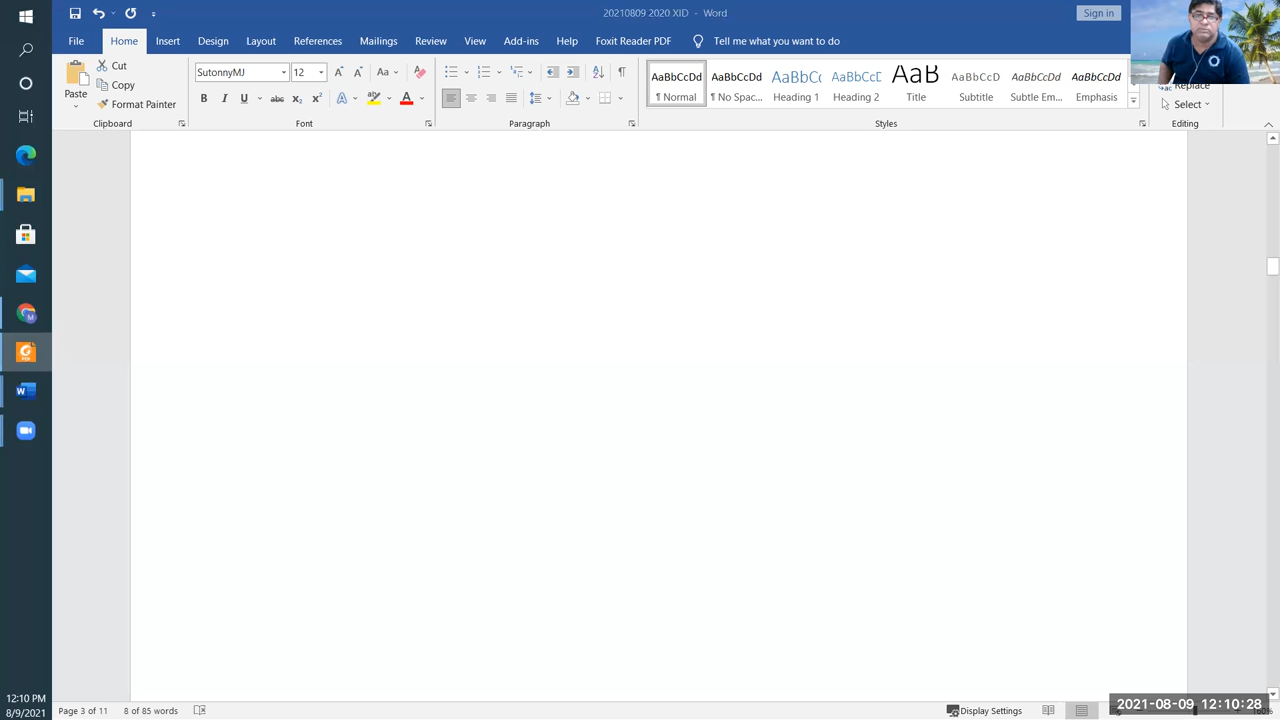 20210809 2020 XID - Word
Sign in
File Home Insert Design Layout References Mailings Review View Add-ins Help Foxit Reader PDF Tell me what you want to do
Paste
Cut
Copy
Format Painter
Clipboard
SutonnyMJ 12
Font
Paragraph
AaBbCcDd AaBbCcDd AaBbCc AaBbCcD AaB AaBbCcD AaBbCcDd AaBbCcDd
¶ Normal ¶ No Spac... Heading 1 Heading 2 Title Subtitle Subtle Em... Emphasis
Styles
Replace
Select
Editing
12:10 PM
8/9/2021
Page 3 of 11 8 of 85 words
Display Settings
2021-08-09 12:10:28